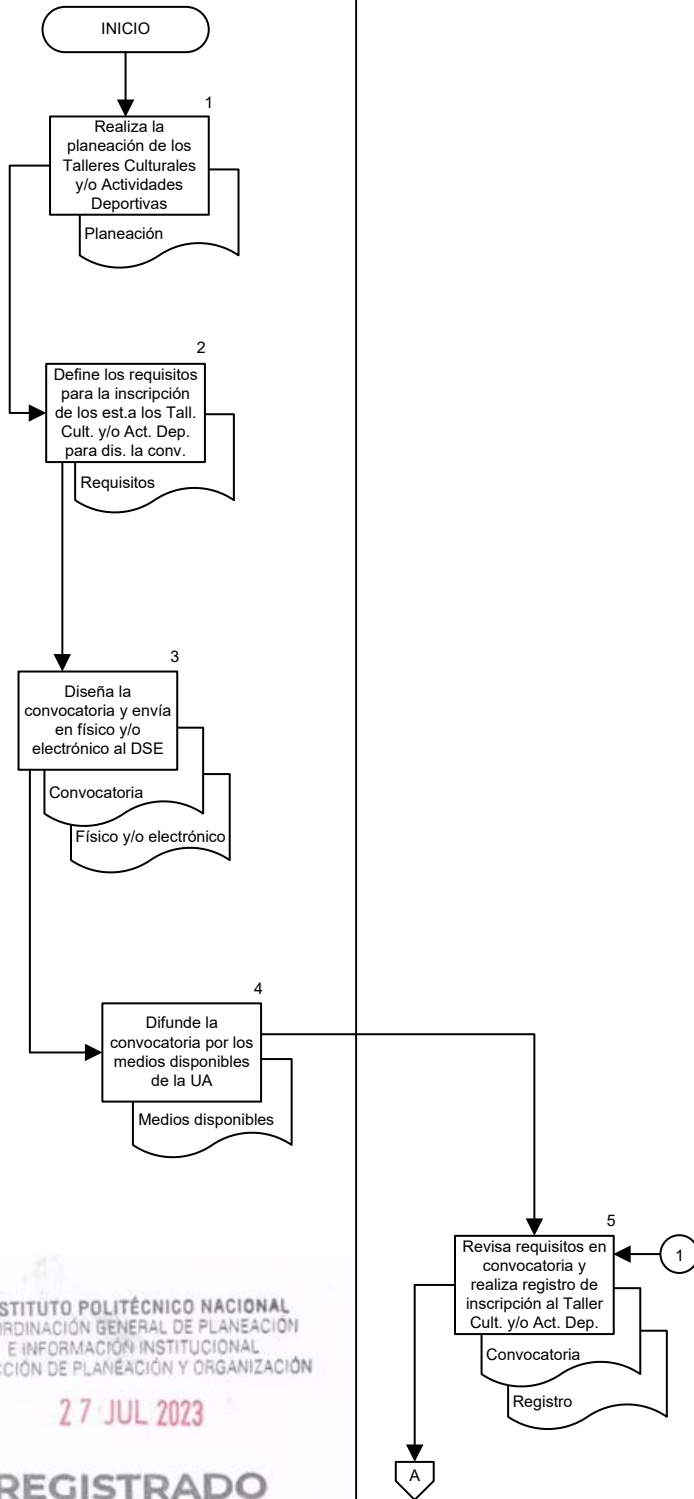 INICIO
1
Realiza la
planeación de los
Talleres Culturales
y/o Actividades
Deportivas
Planeación
2
Define los requisitos
para la inscripción
de los est.a los Tall.
Cult. y/o Act. Dep.
para dis. la conv.
Requisitos
3
Diseña la
convocatoria y envía
en físico y/o
electrónico al DSE
Convocatoria
Físico y/o electrónico
4
Difunde la
convocatoria por los
medios disponibles
de la UA
Medios disponibles
5
Revisa requisitos en
convocatoria y
realiza registro de
inscripción al Taller
Cult. y/o Act. Dep.
1
Convocatoria
Registro
A
STITUTO POLITÉCNICO NACIONAL
RDINACIÓN GENERAL DE PLANEACIÓN
E INFORMACIÓN INSTITUCIONAL
CCIÓN DE PLANEACIÓN Y ORGANIZACIÓN
27 JUL 2023
REGISTRADO